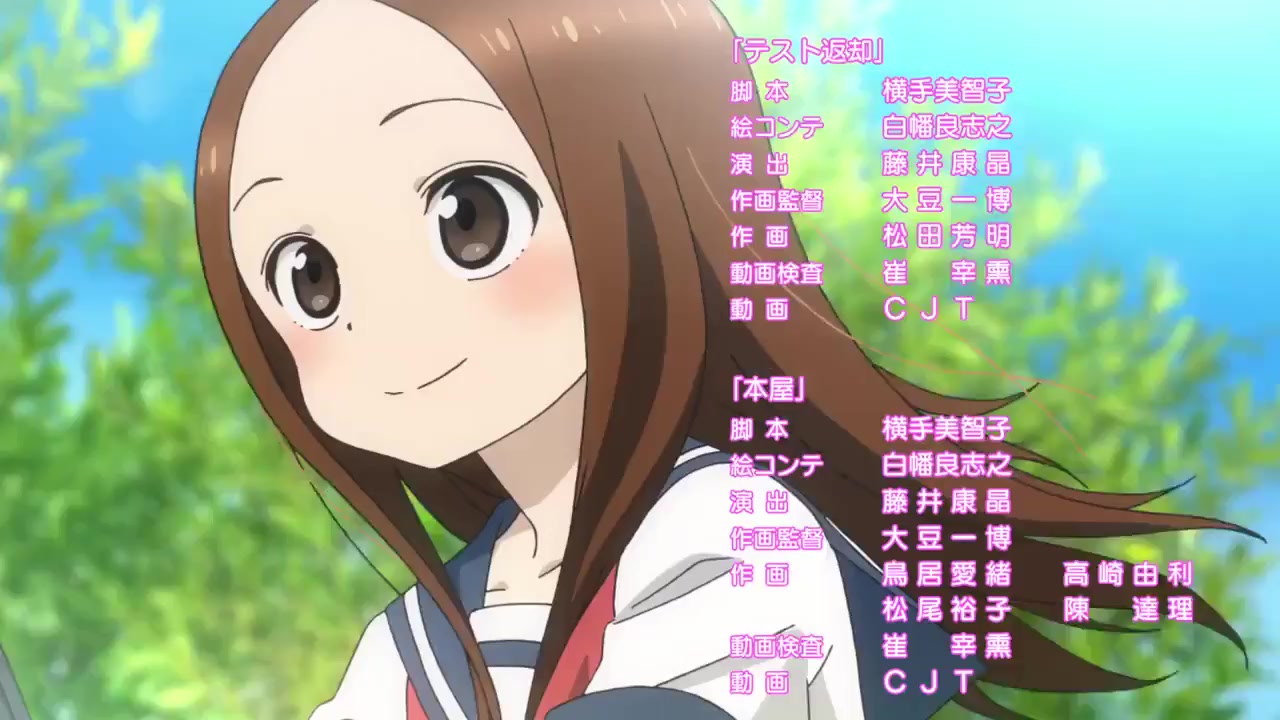 「テスト返却」
脚本 横手美智子
絵コンテ 白幡良志之
演出 藤井康晶
作画監督 大豆一博
作画 松田芳明
動画検査 崔宰熏
動画 CJT
「本屋」
脚本 横手美智子
絵コンテ 白幡良志之
演出 藤井康晶
作画監督 大豆一博
作画 鳥居愛緒 高崎由利
松尾裕子 陳達理
動画検査 崔宰熏
動画 CJT